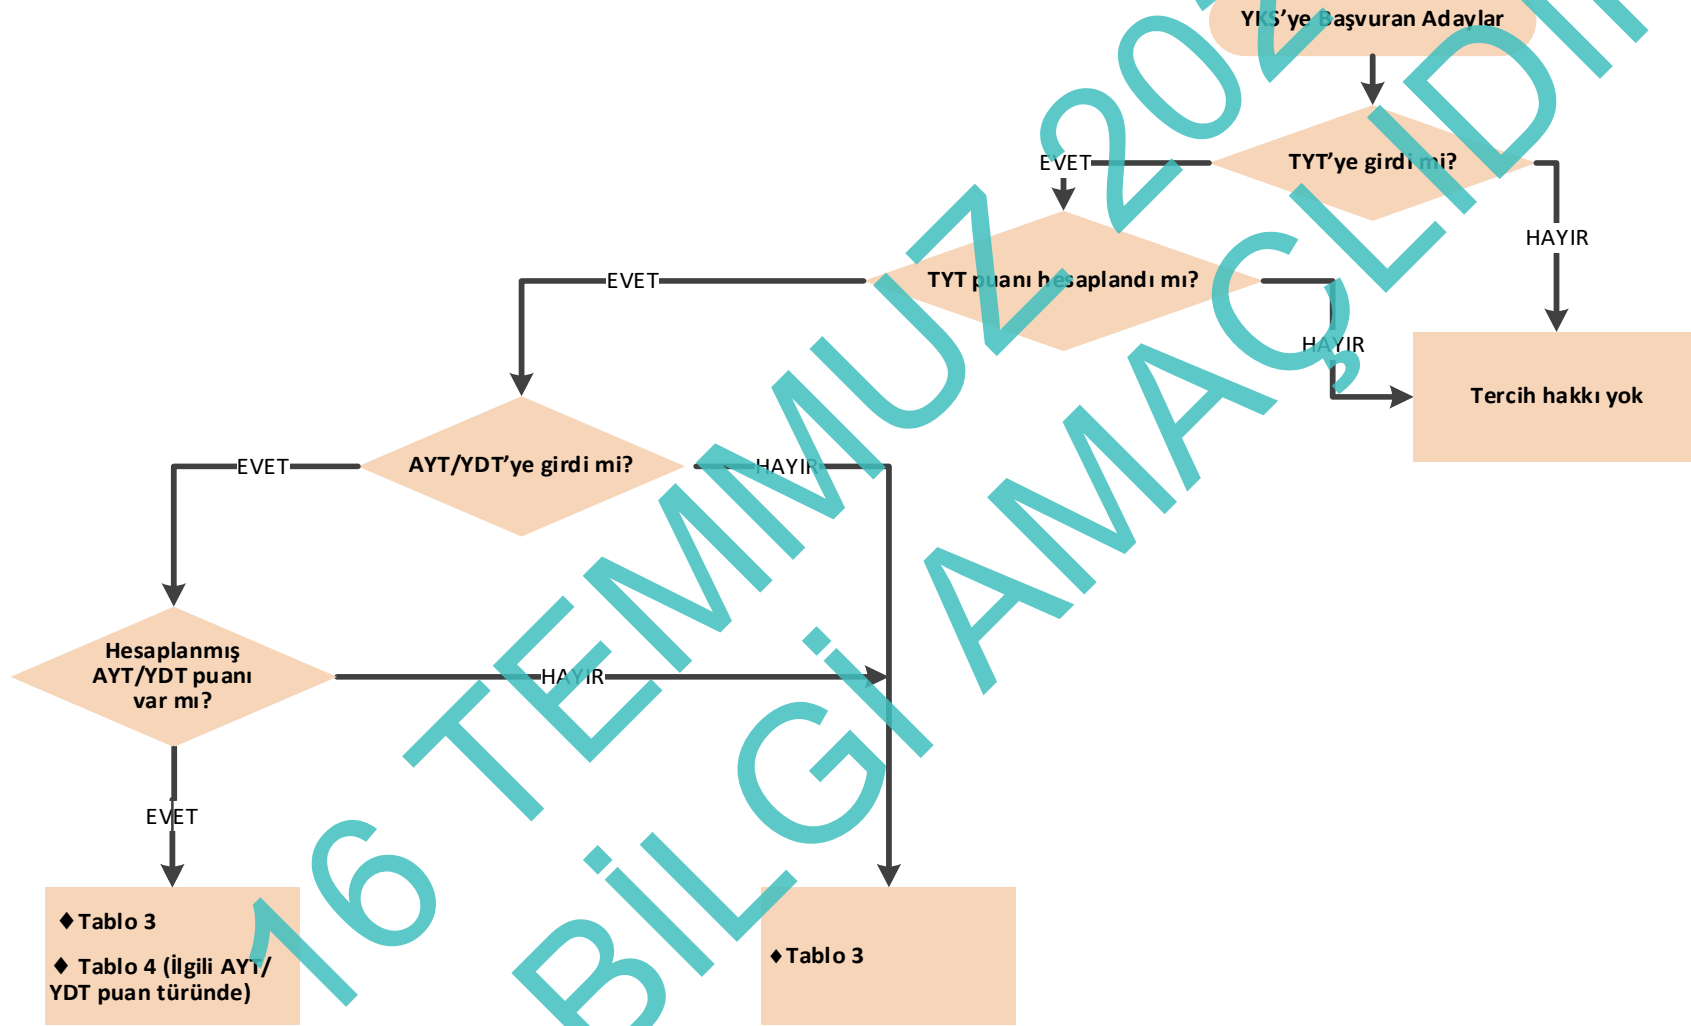 YKS’ye Başvuran Adaylar
TYT’ye girdi mi?
EVET
HAYIR
TYT puanı hesaplandı mı?
EVET
HAYIR
Tercih hakkı yok
AYT/YDT’ye girdi mi?
EVET
HAYIR
Hesaplanmış
AYT/YDT puanı
var mı?
HAYIR
EVET
♦Tablo 3
♦ Tablo 4 (İlgili AYT/
YDT puan türünde)
♦Tablo 3
16 TEMMUZ
BİLGİ AMAÇLIDIR